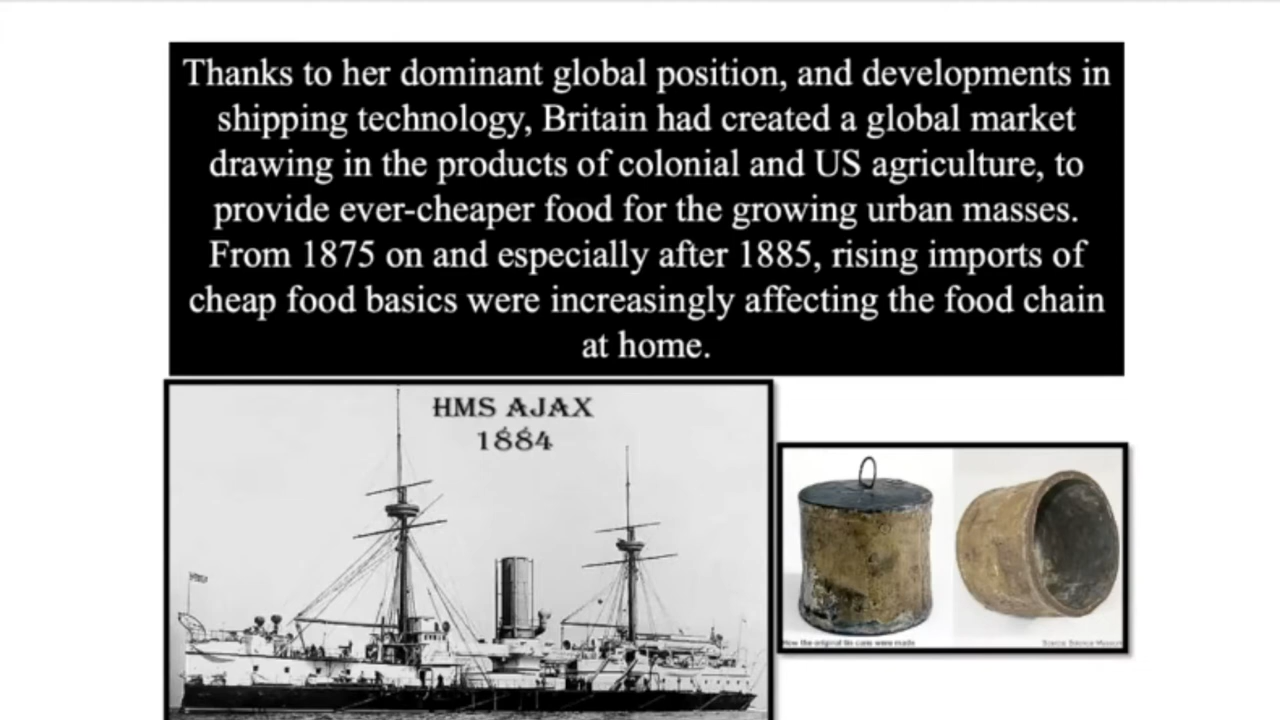 Thanks to her dominant global position, and developments in
shipping technology, Britain had created a global market
drawing in the products of colonial and US agriculture, to
provide ever-cheaper food for the growing urban masses.
From 1875 on and especially after 1885, rising imports of
cheap food basics were increasingly affecting the food chain
at home.
HMS AJAX
1884
How the original tin cans were made
Source: Science Museum